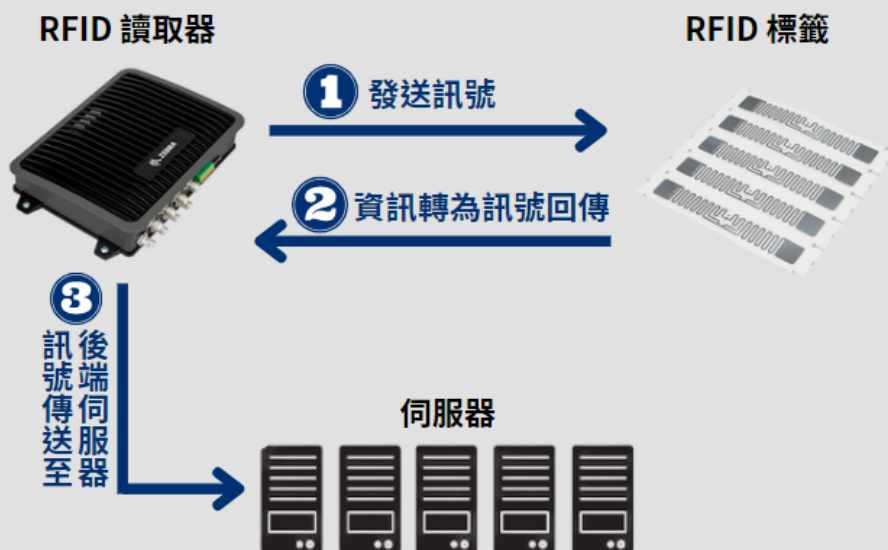 RFID 讀取器
RFID 標籤
1 發送訊號
2 資訊轉為訊號回傳
3
訊號傳送至
後端伺服器
伺服器
ZEBRA